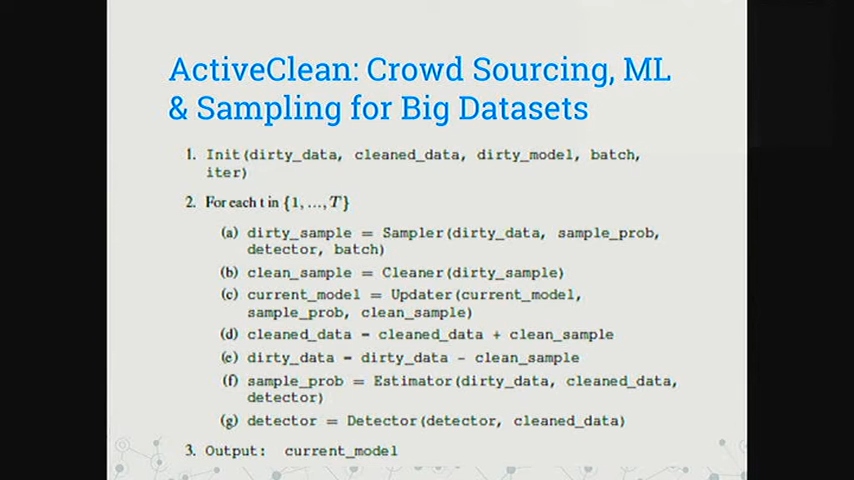 ActiveClean: Crowd Sourcing, ML
& Sampling for Big Datasets
1. Init(dirty_data, cleaned_data, dirty_model, batch,
iter)
2. For each t in {1, ..., T}
(a) dirty_sample = Sampler(dirty_data, sample_prob,
detector, batch)
(b) clean_sample = Cleaner(dirty_sample)
(c) current_model = Updater(current_model,
sample_prob, clean_sample)
(d) cleaned_data = cleaned_data + clean_sample
(e) dirty_data = dirty_data - clean_sample
(f) sample_prob = Estimator(dirty_data, cleaned_data,
detector)
(g) detector = Detector(detector, cleaned_data)
3. Output: current_model